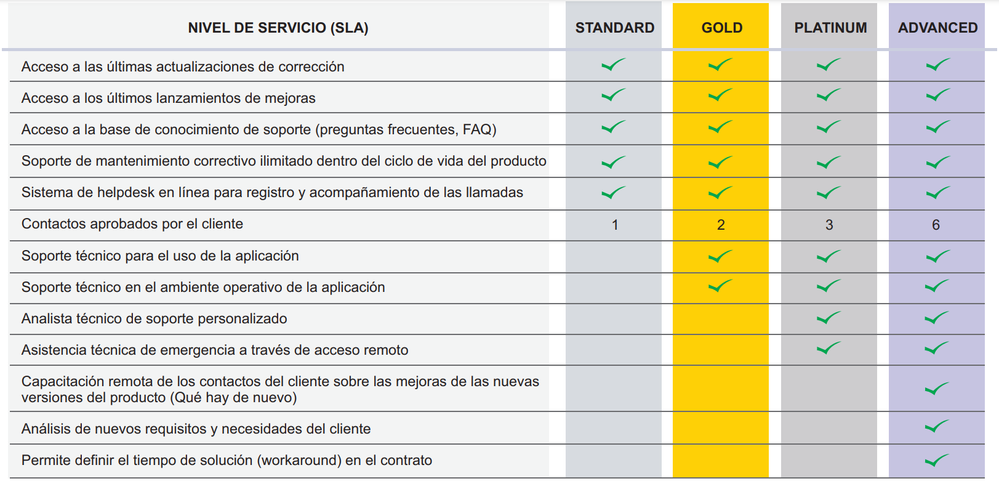 NIVEL DE SERVICIO (SLA) STANDARD GOLD PLATINUM ADVANCED
Acceso a las últimas actualizaciones de corrección
Acceso a los últimos lanzamientos de mejoras
Acceso a la base de conocimiento de soporte (preguntas frecuentes, FAQ)
Soporte de mantenimiento correctivo ilimitado dentro del ciclo de vida del producto
Sistema de helpdesk en línea para registro y acompañamiento de las llamadas
Contactos aprobados por el cliente 1 2 3 6
Soporte técnico para el uso de la aplicación
Soporte técnico en el ambiente operativo de la aplicación
Analista técnico de soporte personalizado
Asistencia técnica de emergencia a través de acceso remoto
Capacitación remota de los contactos del cliente sobre las mejoras de las nuevas
versiones del producto (Qué hay de nuevo)
Análisis de nuevos requisitos y necesidades del cliente
Permite definir el tiempo de solución (workaround) en el contrato